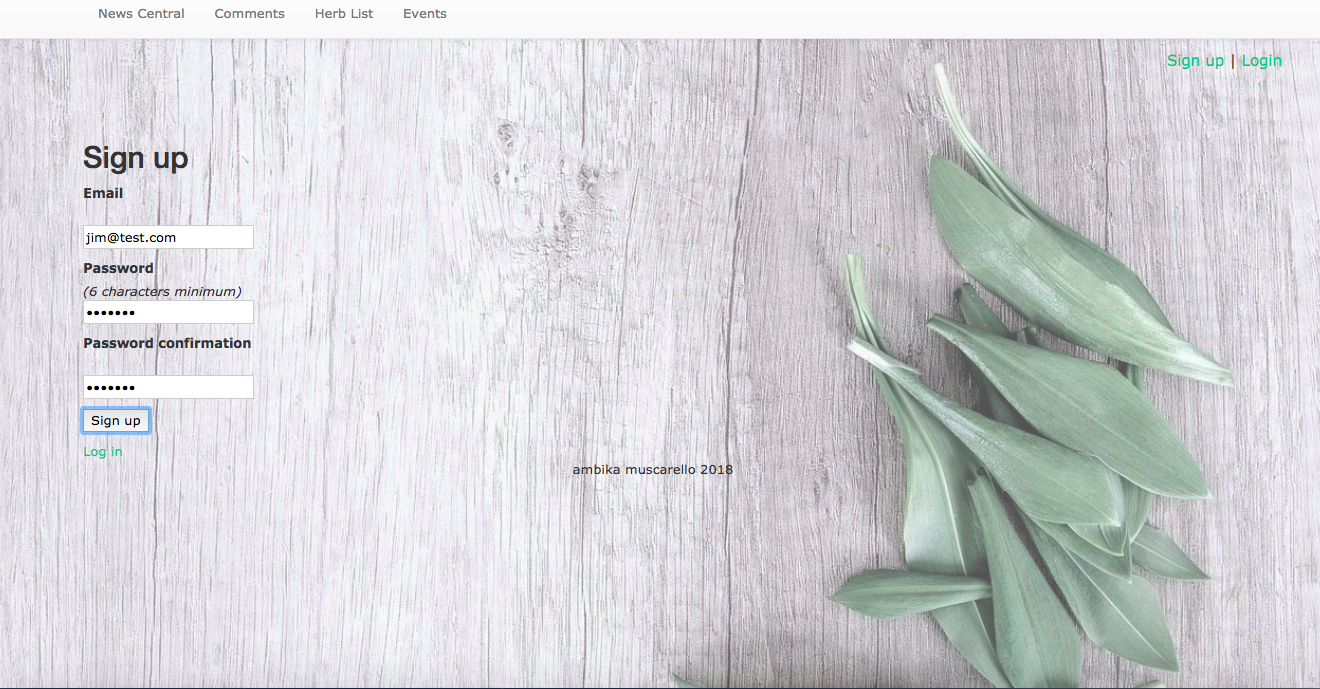 News Central Comments Herb List Events
Sign up | Login
Sign up
Email
jim@test.com
Password
(6 characters minimum)
•••••••
Password confirmation
•••••••
Sign up
Log in
ambika muscarello 2018